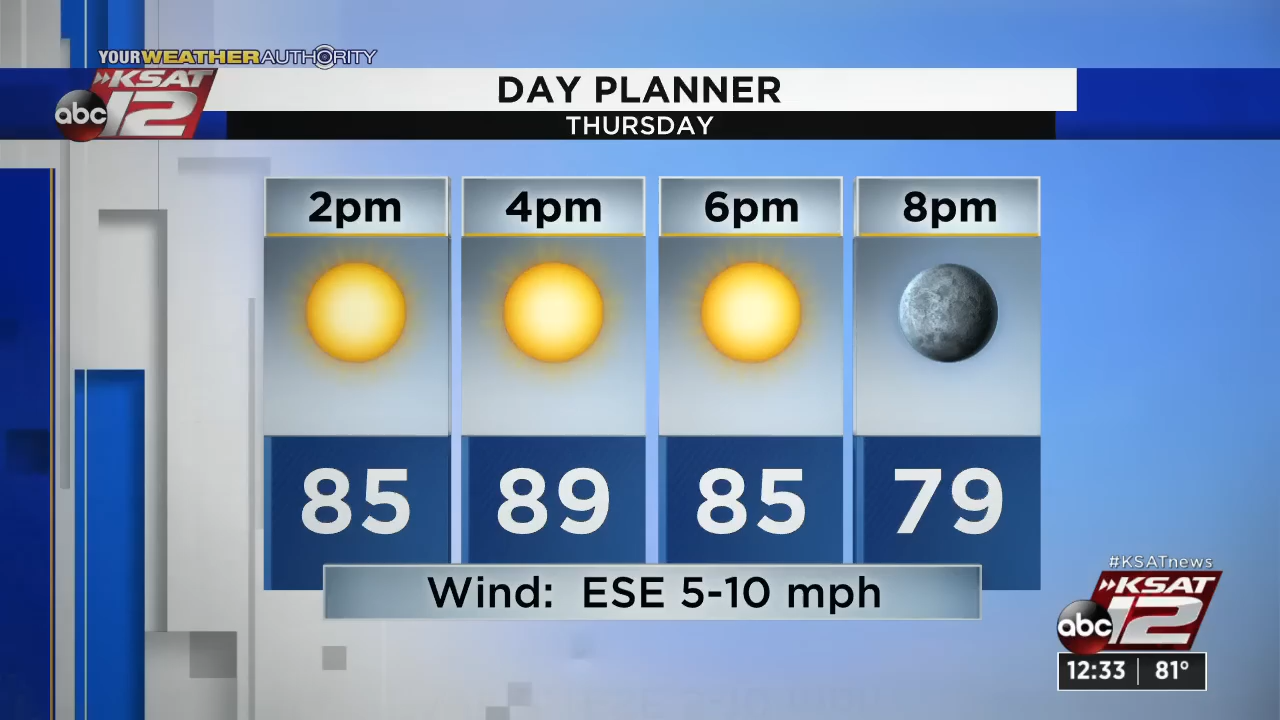 YOURWEATHERAUTHORITY
KSAT
abc 12
DAY PLANNER
THURSDAY
2pm 4pm 6pm 8pm
85 89 85 79
Wind: ESE 5-10 mph
#KSATnews
KSAT
abc 12
12:33 81°